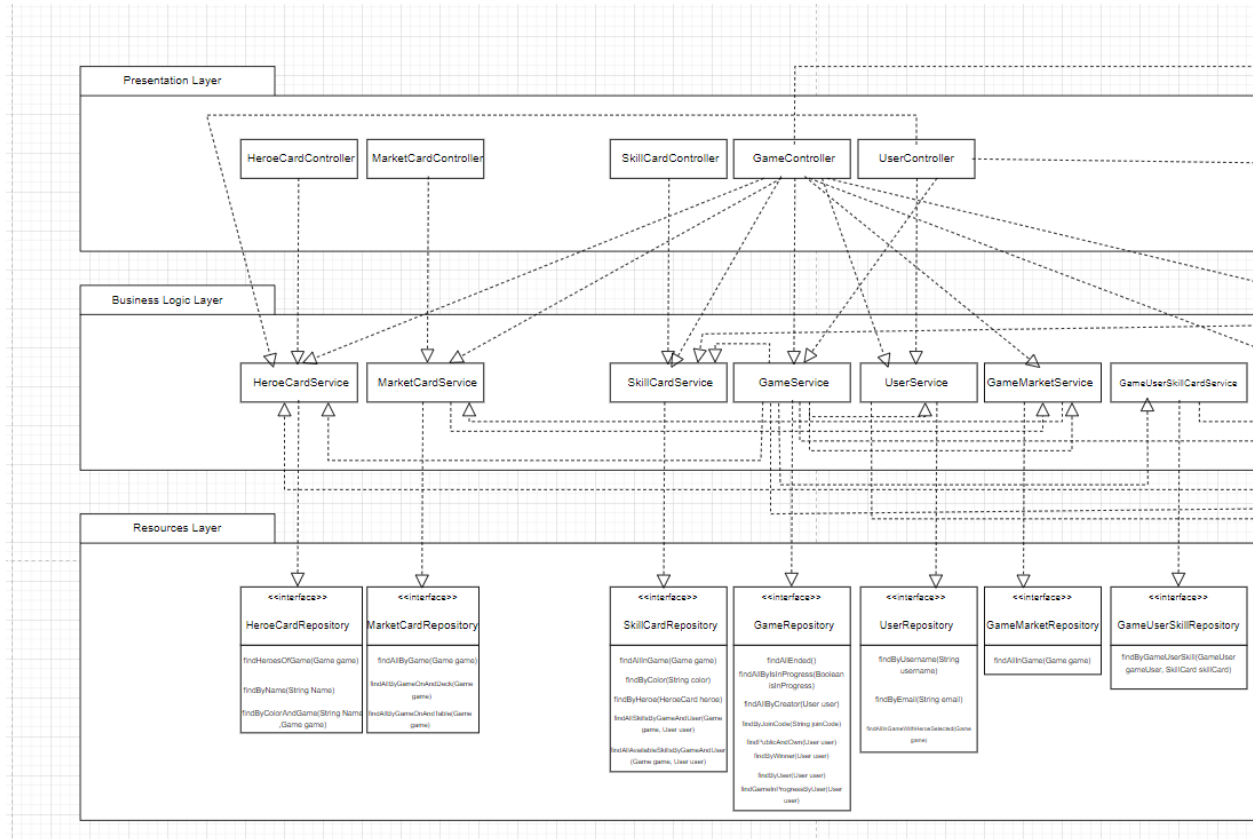 Presentation Layer
HeroeCardController
MarketCardController
SkillCardController
GameController
UserController
Business Logic Layer
HeroeCardService
MarketCardService
SkillCardService
GameService
UserService
GameMarketService
GameUserSkillCardService
Resources Layer
<<interface>>
HeroeCardRepository
findHeroesOfGame(Game game)
findByName(String Name)
findByColorAndGame(String Name
,Game game)
<<interface>>
MarketCardRepository
findAllByGame(Game game)
findAllByGameOnAndDeck(Game
game)
findAllByGameOnAndTable(Game
game)
<<interface>>
SkillCardRepository
findAllInGame(Game game)
findByColor(String color)
findByHeroe(HeroeCard heroe)
findAllSkillsByGameAndUser(Game
game, User user)
findAllAvailableSkillsByGameAndUser
(Game game, User user)
<<interface>>
GameRepository
findAllEnded()
findAllByIsInProgress(Boolean
isInProgress)
findAllByCreator(User user)
findByJoinCode(String joinCode)
findPublicAndOwn(User user)
findByWinner(User user)
findByUser(User user)
findGameInProgressByUser(User
user)
<<interface>>
UserRepository
findByUsername(String
username)
findByEmail(String email)
findAllInGameWithHeroeSelected(Game
game)
<<interface>>
GameMarketRepository
findAllInGame(Game game)
<<interface>>
GameUserSkillRepository
findByGameUserSkill(GameUser
gameUser, SkillCard skillCard)